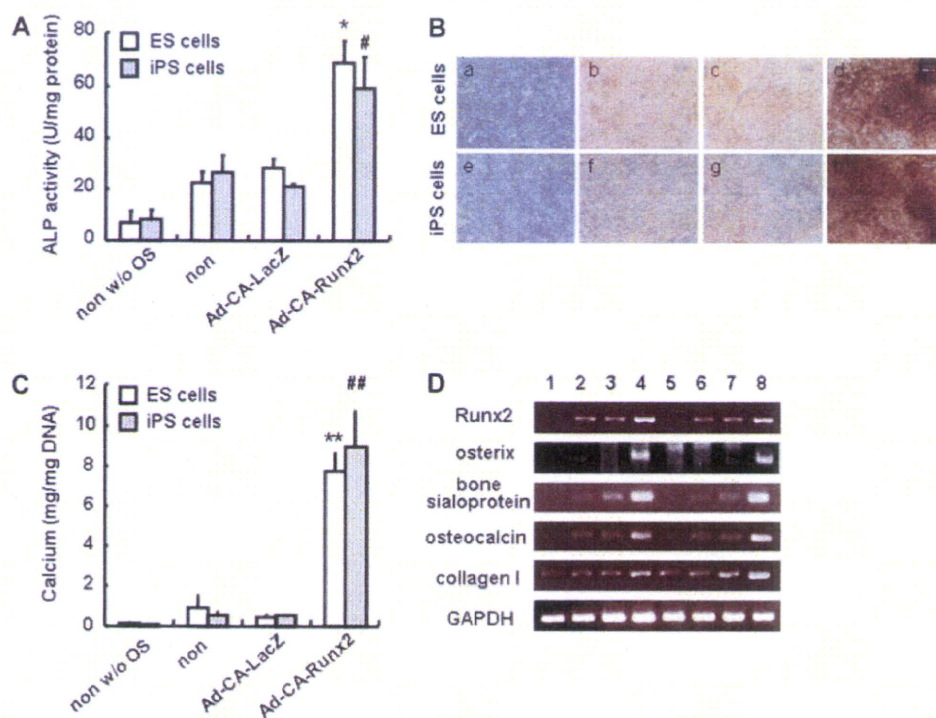 A
ALP activity (U/mg protein)
80
60
40
20
0
ES cells
iPS cells
*
#
non w/o OS
non
Ad-CA-LacZ
Ad-CA-Runx2
B
ES cells
iPS cells
a
b
c
d
e
f
g
C
Calcium (mg/mg DNA)
12
10
8
6
4
2
0
ES cells
iPS cells
**
##
non w/o OS
non
Ad-CA-LacZ
Ad-CA-Runx2
D
1 2 3 4 5 6 7 8
Runx2
osterix
bone
sialoprotein
osteocalcin
collagen I
GAPDH